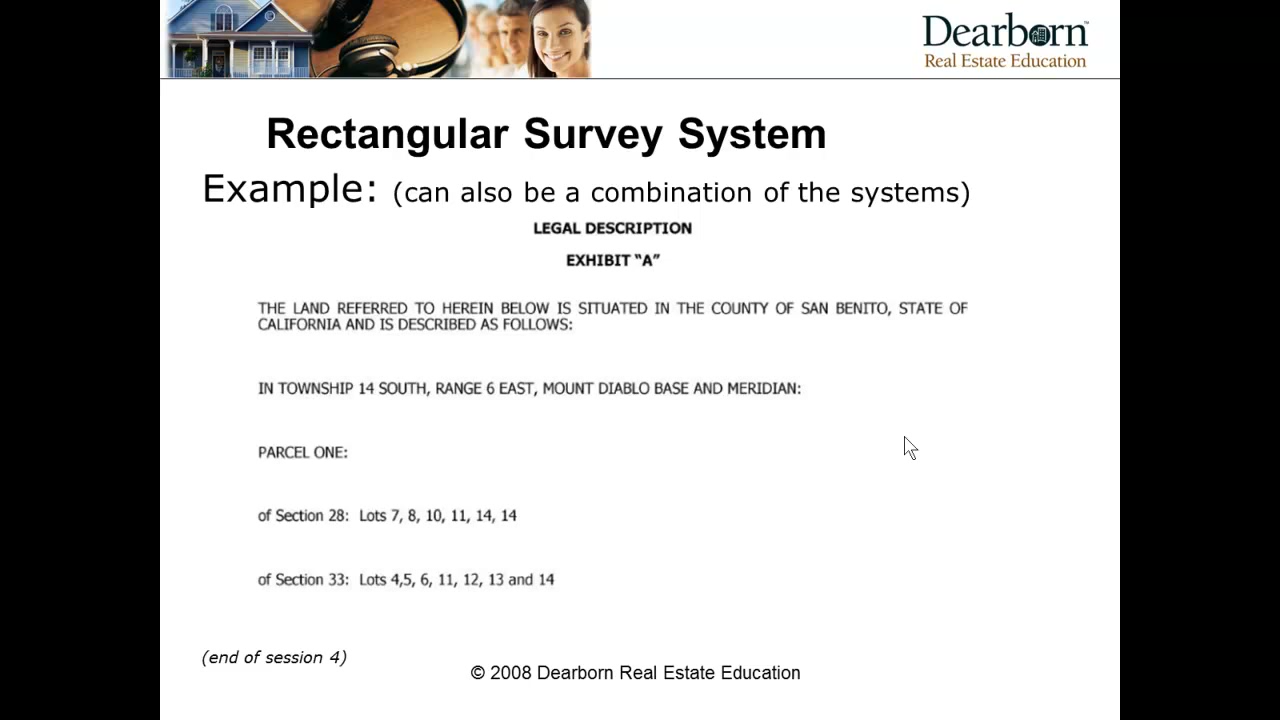 Dearborn™
Real Estate Education
Rectangular Survey System
Example: (can also be a combination of the systems)
LEGAL DESCRIPTION
EXHIBIT “A”
THE LAND REFERRED TO HEREIN BELOW IS SITUATED IN THE COUNTY OF SAN BENITO, STATE OF
CALIFORNIA AND IS DESCRIBED AS FOLLOWS:
IN TOWNSHIP 14 SOUTH, RANGE 6 EAST, MOUNT DIABLO BASE AND MERIDIAN:
PARCEL ONE:
of Section 28: Lots 7, 8, 10, 11, 14, 14
of Section 33: Lots 4,5, 6, 11, 12, 13 and 14
(end of session 4)
© 2008 Dearborn Real Estate Education